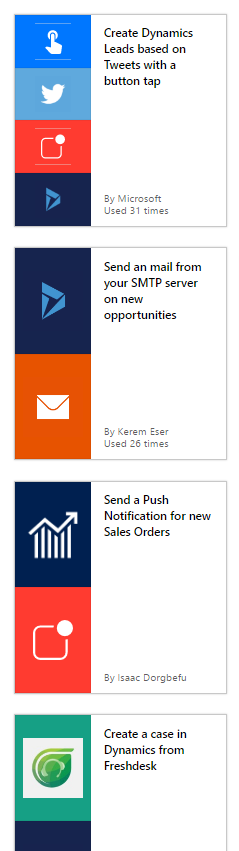 Create Dynamics
Leads based on
Tweets with a
button tap
By Microsoft
Used 31 times
Send an mail from
your SMTP server
on new
opportunities
By Kerem Eser
Used 26 times
Send a Push
Notification for new
Sales Orders
By Isaac Dorgbefu
Create a case in
Dynamics from
Freshdesk